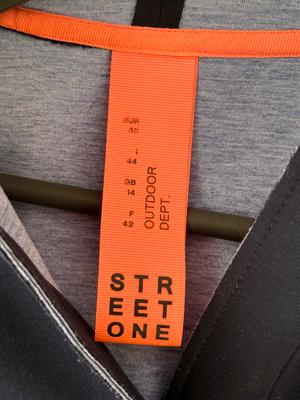 EUR
40
I
44
GB
14
F
42
OUTDOOR
DEPT.
STR
EET
ONE